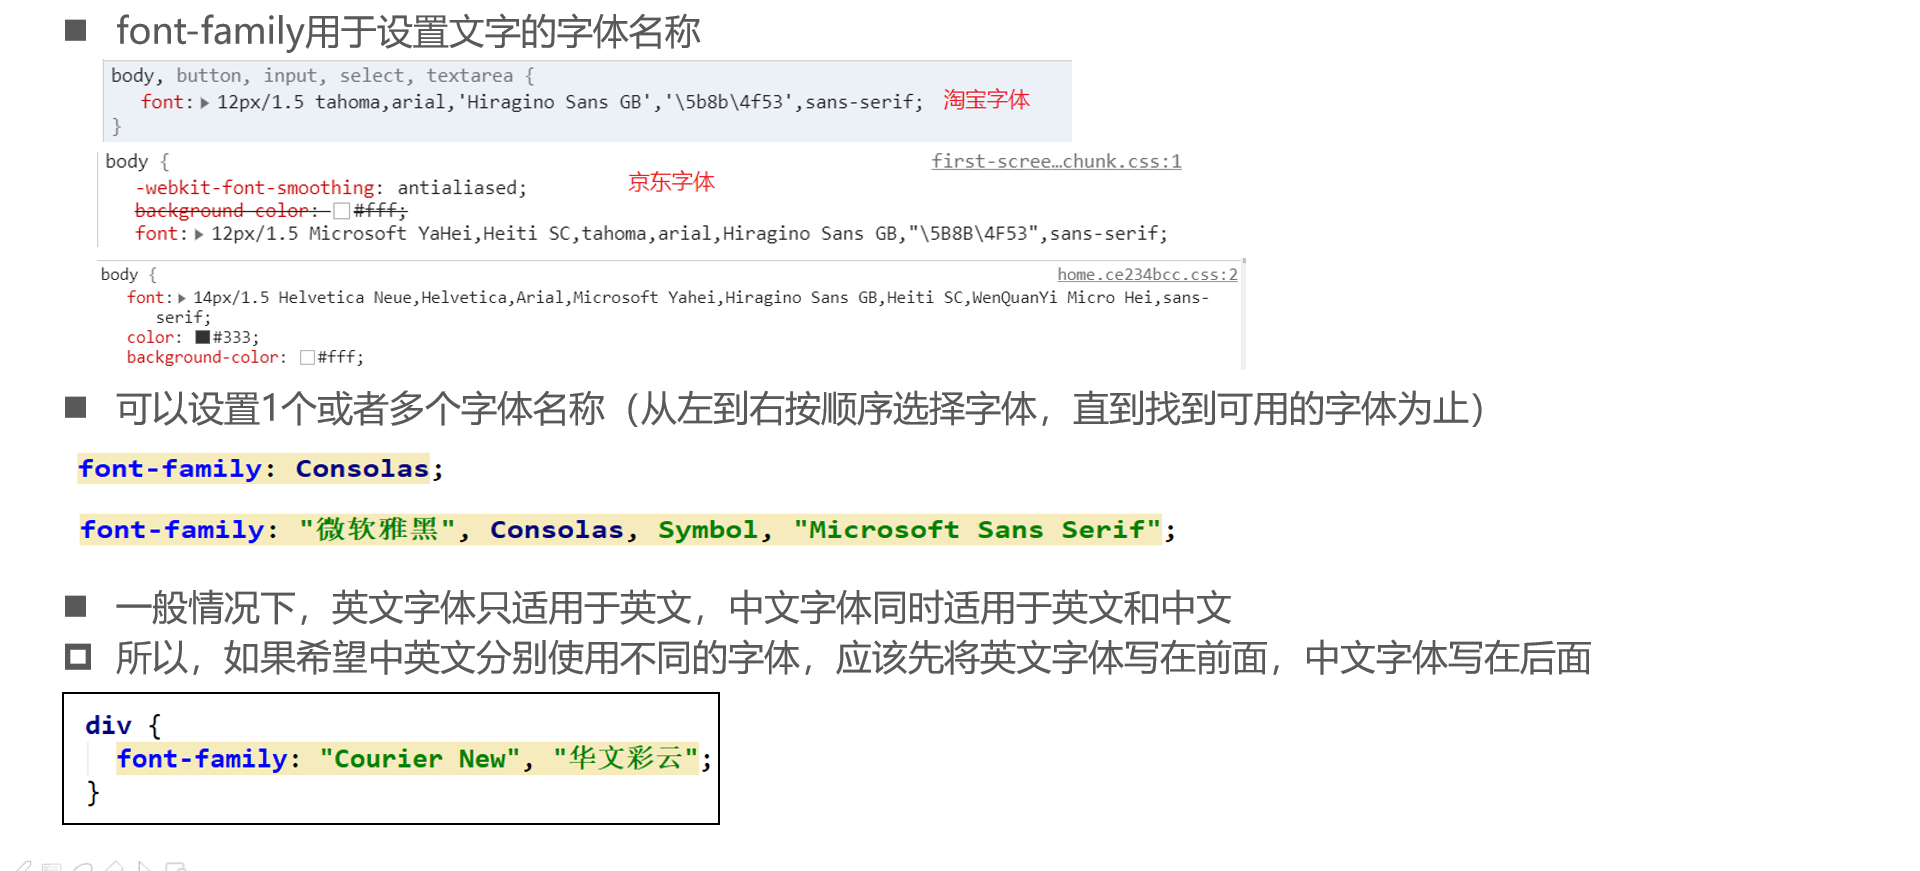 font-family用于设置文字的字体名称
body, button, input, select, textarea {
font: 12px/1.5 tahoma,arial,'Hiragino Sans GB','\5b8b\4f53',sans-serif; 淘宝字体
}
body { first-scree…chunk.css:1
-webkit-font-smoothing: antialiased; 京东字体
background-color: #fff;
font: 12px/1.5 Microsoft YaHei,Heiti SC,tahoma,arial,Hiragino Sans GB,"\5B8B\4F53",sans-serif;
body { home.ce234bcc.css:2
font: 14px/1.5 Helvetica Neue,Helvetica,Arial,Microsoft Yahei,Hiragino Sans GB,Heiti SC,WenQuanYi Micro Hei,sans-
serif;
color: #333;
background-color: #fff;
可以设置1个或者多个字体名称（从左到右按顺序选择字体，直到找到可用的字体为止）
font-family: Consolas;
font-family: "微软雅黑", Consolas, Symbol, "Microsoft Sans Serif";
一般情况下，英文字体只适用于英文，中文字体同时适用于英文和中文
所以，如果希望中英文分别使用不同的字体，应该先将英文字体写在前面，中文字体写在后面
div {
font-family: "Courier New", "华文彩云";
}